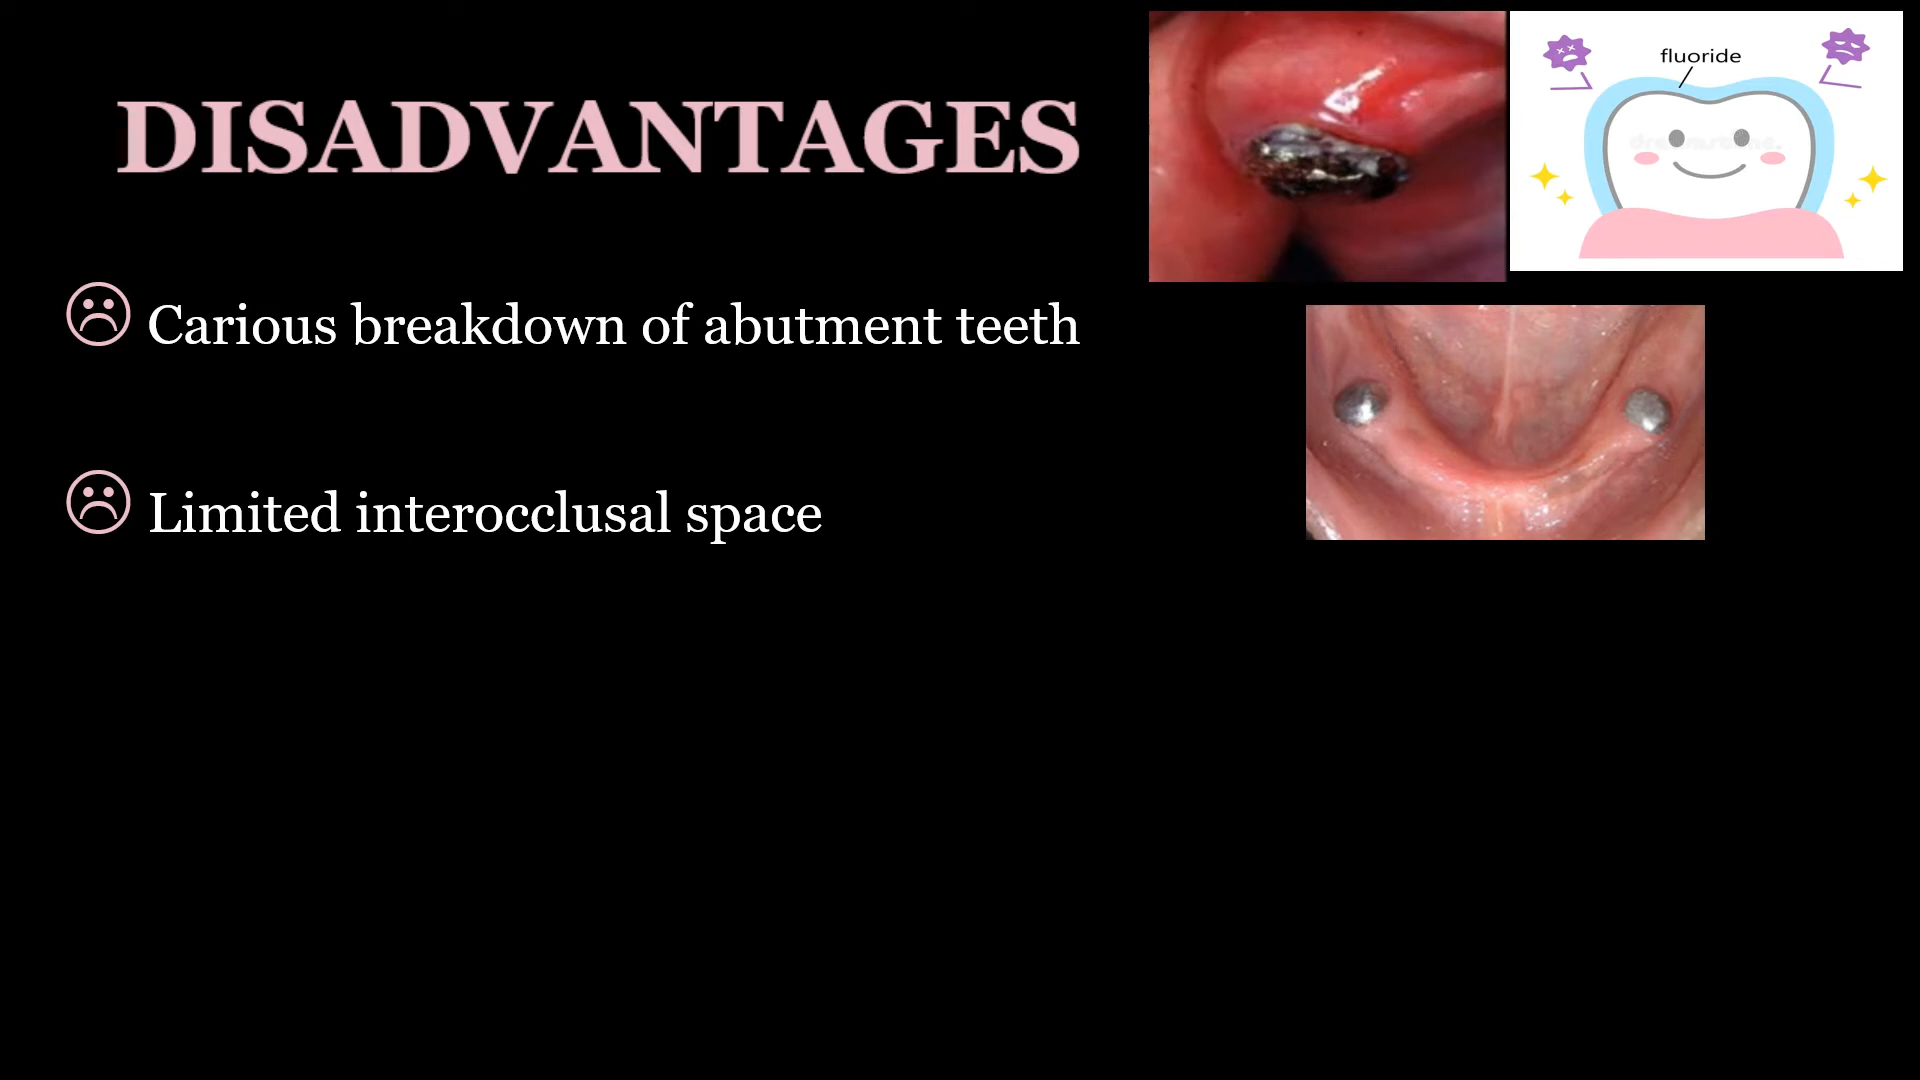 DISADVANTAGES
fluoride
Carious breakdown of abutment teeth
Limited interocclusal space